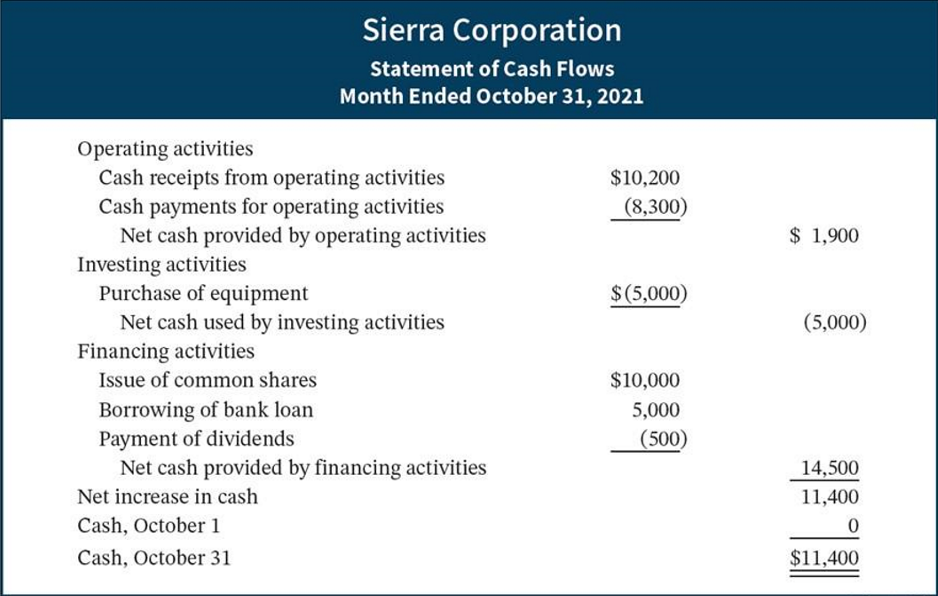 Sierra Corporation
Statement of Cash Flows
Month Ended October 31, 2021
Operating activities
Cash receipts from operating activities $10,200
Cash payments for operating activities (8,300)
Net cash provided by operating activities $ 1,900
Investing activities
Purchase of equipment $(5,000)
Net cash used by investing activities (5,000)
Financing activities
Issue of common shares $10,000
Borrowing of bank loan 5,000
Payment of dividends (500)
Net cash provided by financing activities 14,500
Net increase in cash 11,400
Cash, October 1 0
Cash, October 31 $11,400